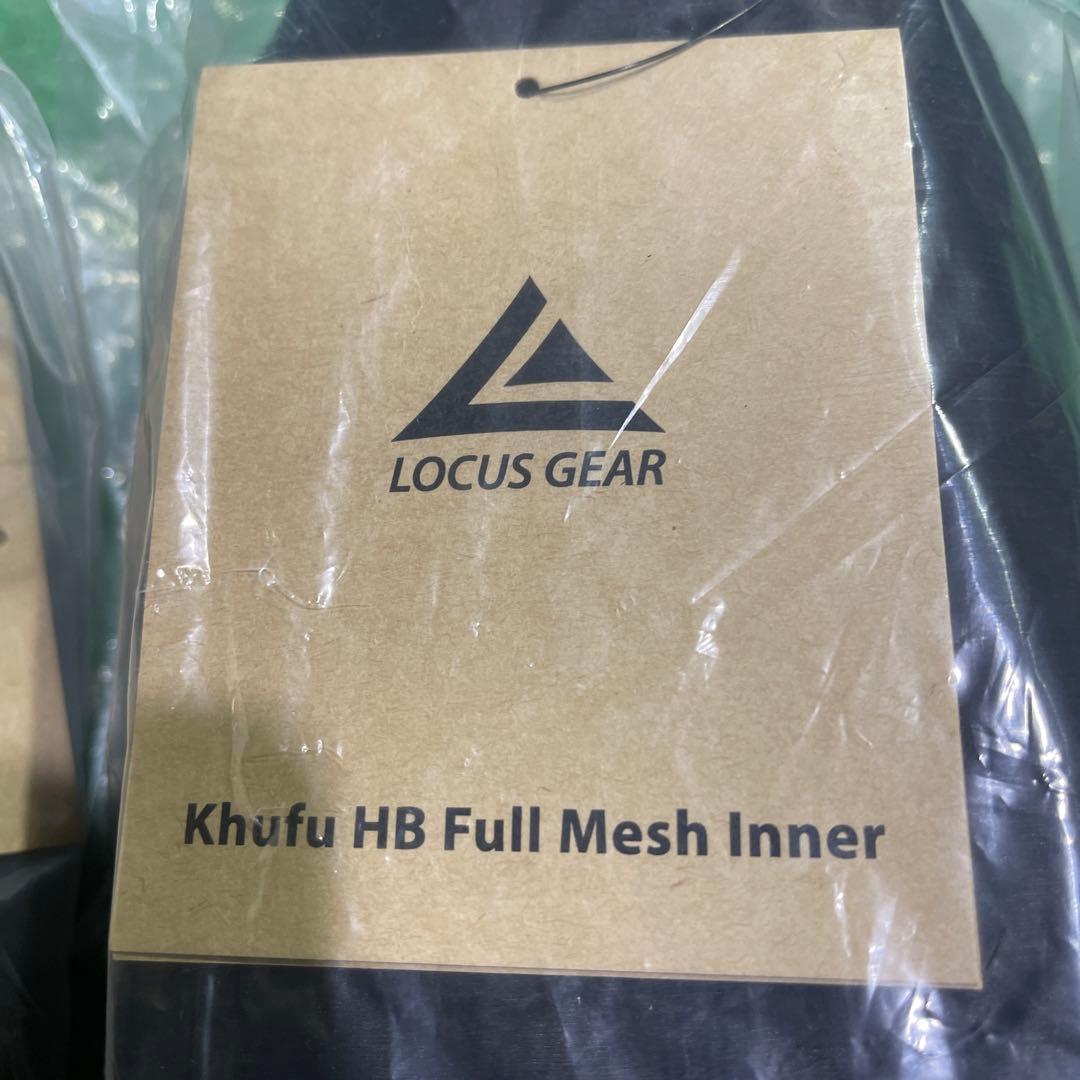 LOCUS GEAR
Khufu HB Full Mesh Inner